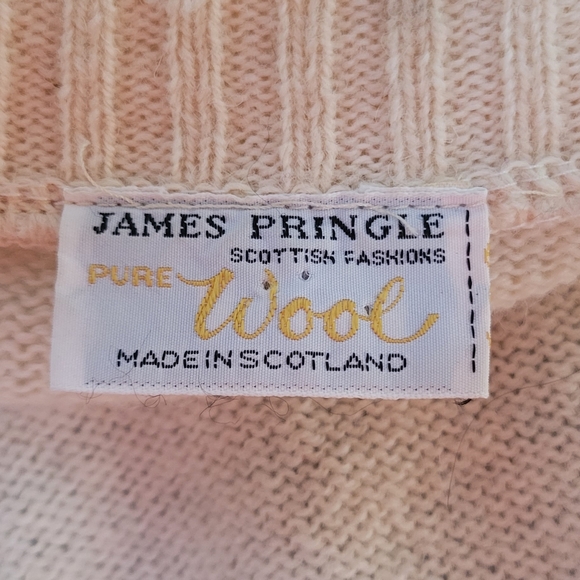 JAMES PRINGLE
SCOTTISH FASHIONS
PURE Wool
MADE IN SCOTLAND